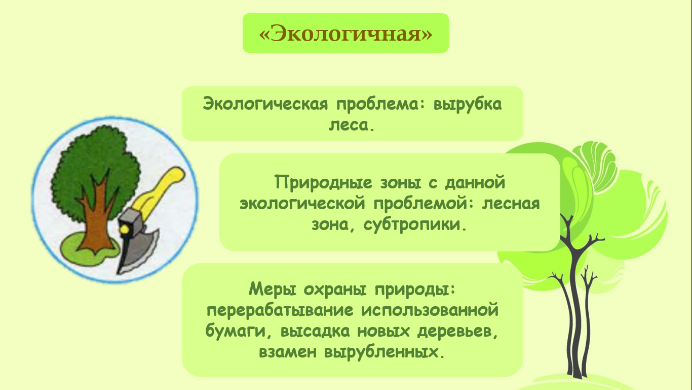 «Экологичная»
Экологическая проблема: вырубка
леса.
Природные зоны с данной
экологической проблемой: лесная
зона, субтропики.
Меры охраны природы:
перерабатывание использованной
бумаги, высадка новых деревьев,
взамен вырубленных.